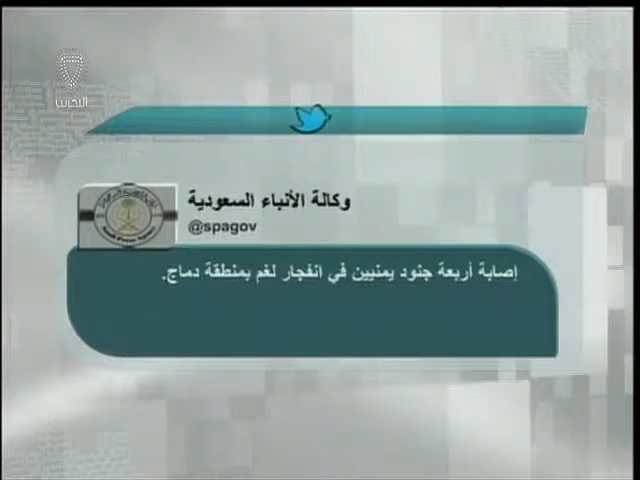 البحرين
وكالة الأنباء السعودية
@spagov
إصابة أربعة جنود يمنيين في انفجار لغم بمنطقة دماج.